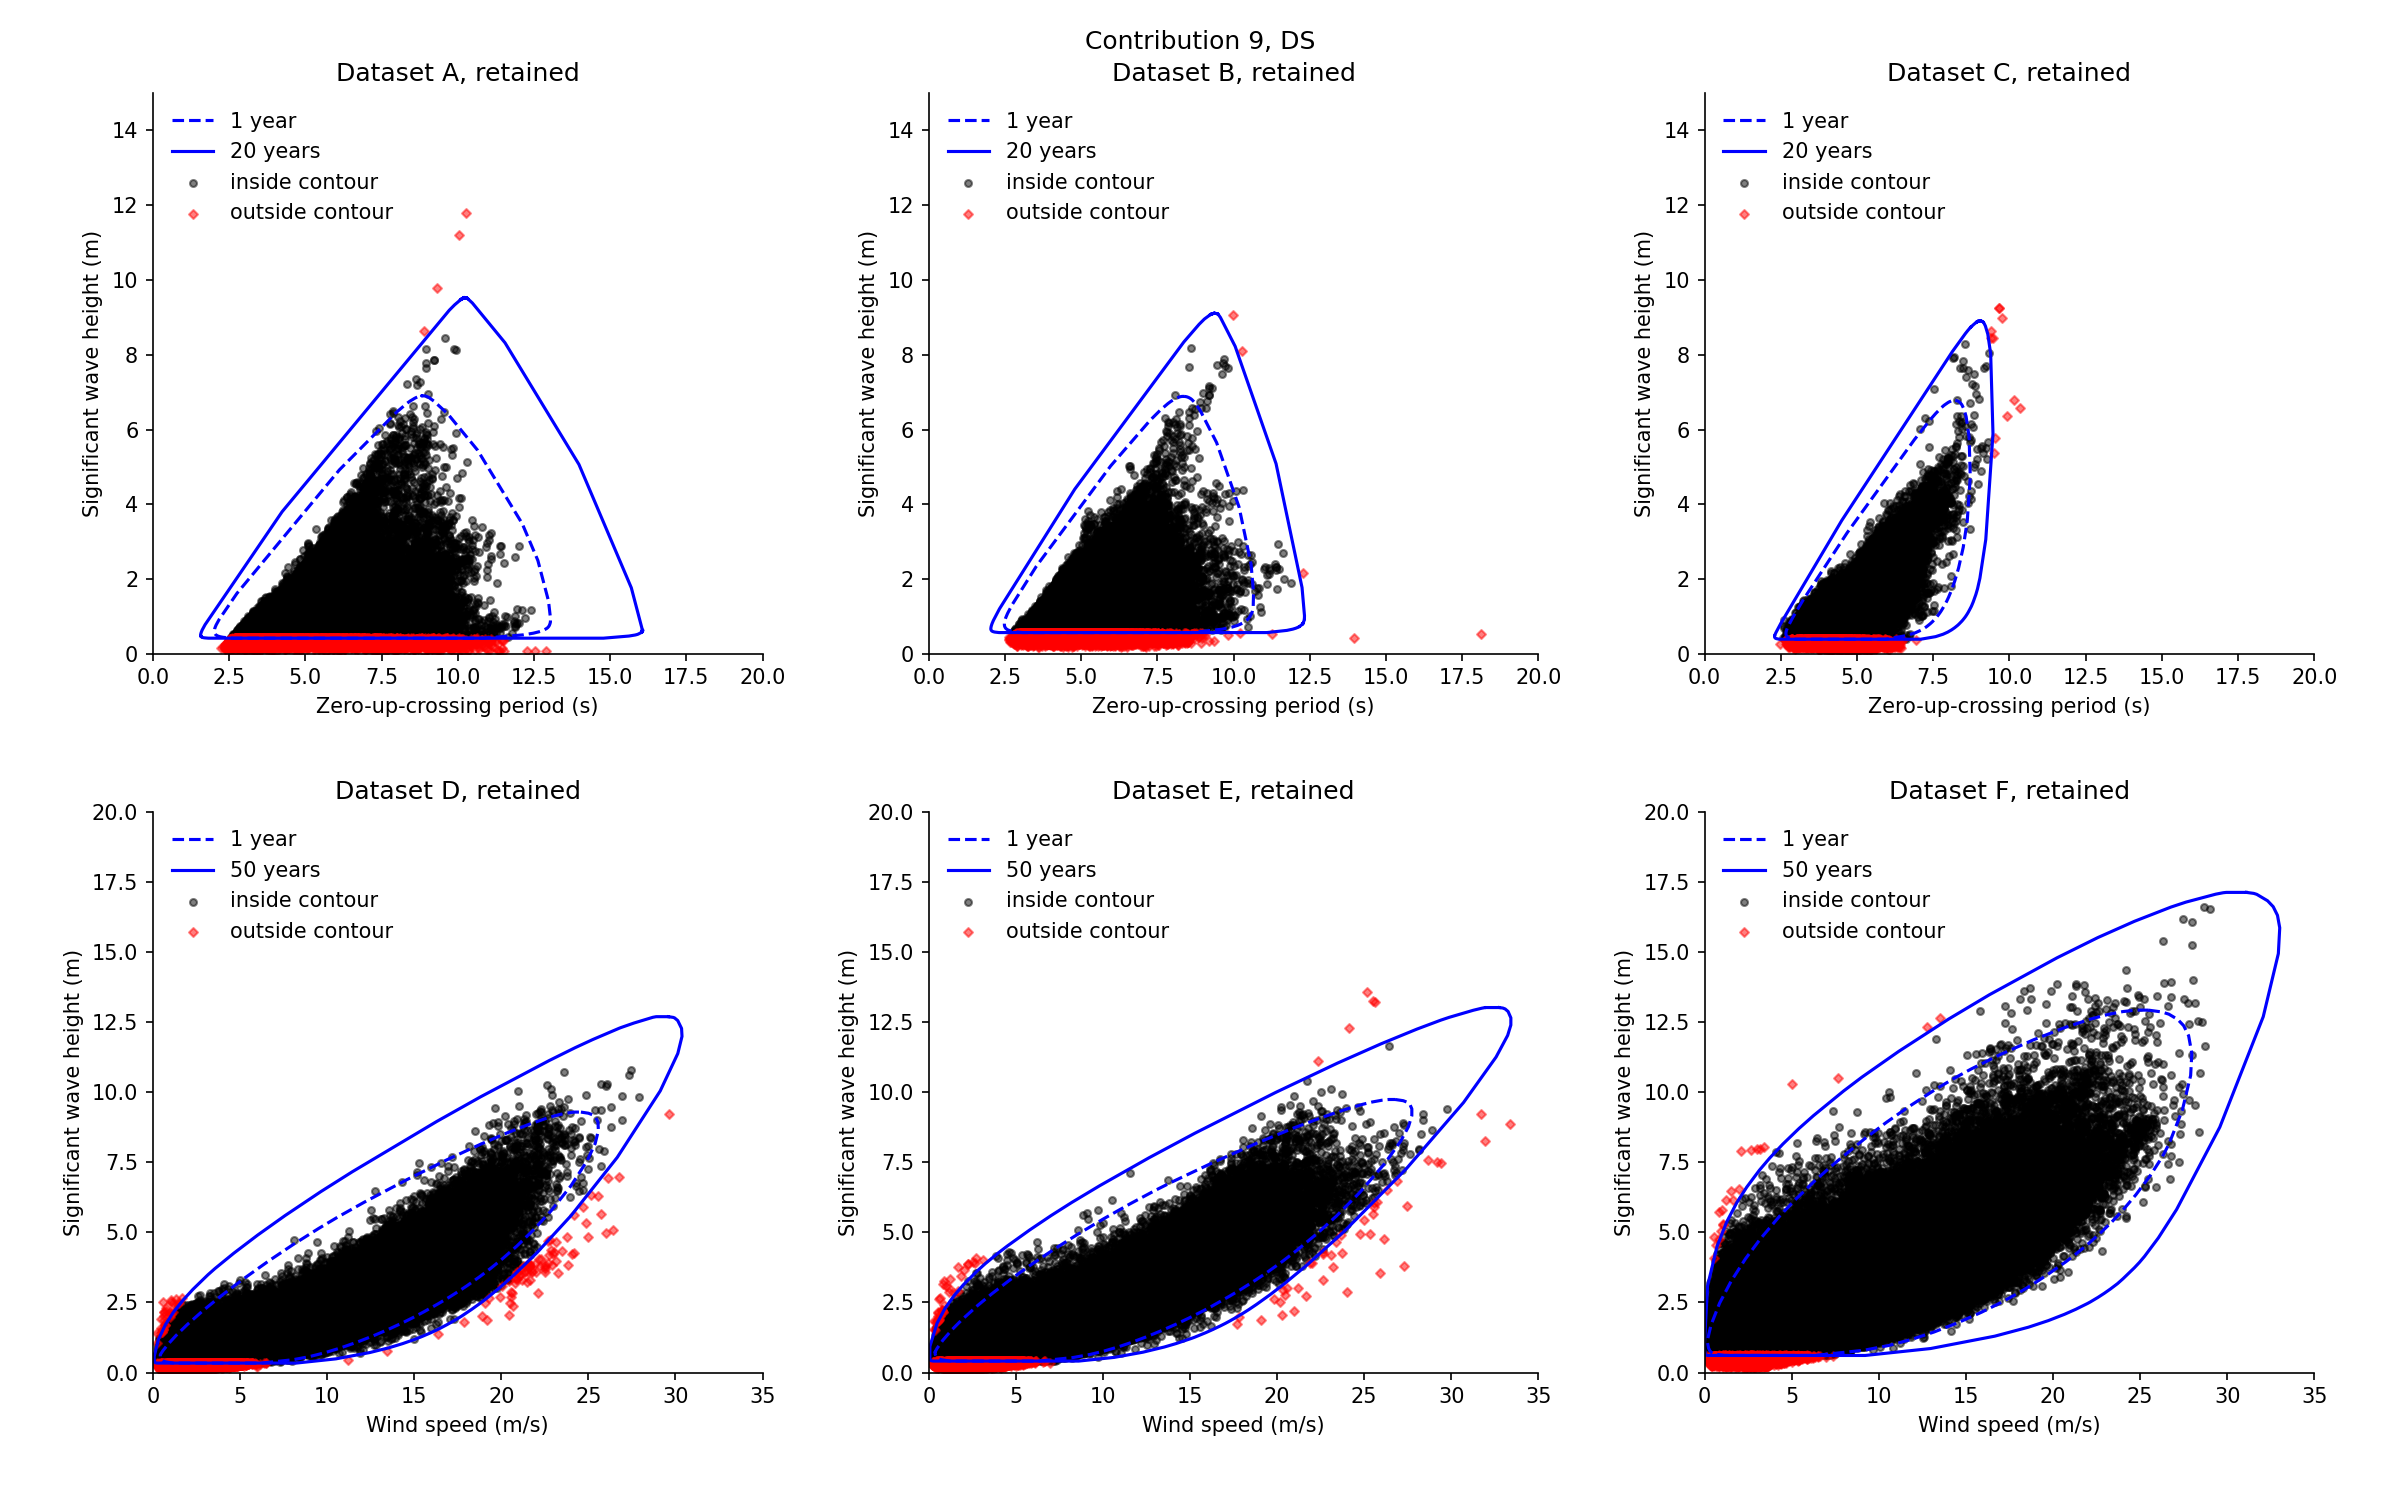 Contribution 9, DS
Dataset A, retained
1 year
20 years
inside contour
outside contour
Significant wave height (m)
14
12
10
8
6
4
2
0
0.0 2.5 5.0 7.5 10.0 12.5 15.0 17.5 20.0
Zero-up-crossing period (s)
Dataset B, retained
1 year
20 years
inside contour
outside contour
Significant wave height (m)
14
12
10
8
6
4
2
0
0.0 2.5 5.0 7.5 10.0 12.5 15.0 17.5 20.0
Zero-up-crossing period (s)
Dataset C, retained
1 year
20 years
inside contour
outside contour
Significant wave height (m)
14
12
10
8
6
4
2
0
0.0 2.5 5.0 7.5 10.0 12.5 15.0 17.5 20.0
Zero-up-crossing period (s)
Dataset D, retained
1 year
50 years
inside contour
outside contour
Significant wave height (m)
20.0
17.5
15.0
12.5
10.0
7.5
5.0
2.5
0.0
0 5 10 15 20 25 30 35
Wind speed (m/s)
Dataset E, retained
1 year
50 years
inside contour
outside contour
Significant wave height (m)
20.0
17.5
15.0
12.5
10.0
7.5
5.0
2.5
0.0
0 5 10 15 20 25 30 35
Wind speed (m/s)
Dataset F, retained
1 year
50 years
inside contour
outside contour
Significant wave height (m)
20.0
17.5
15.0
12.5
10.0
7.5
5.0
2.5
0.0
0 5 10 15 20 25 30 35
Wind speed (m/s)